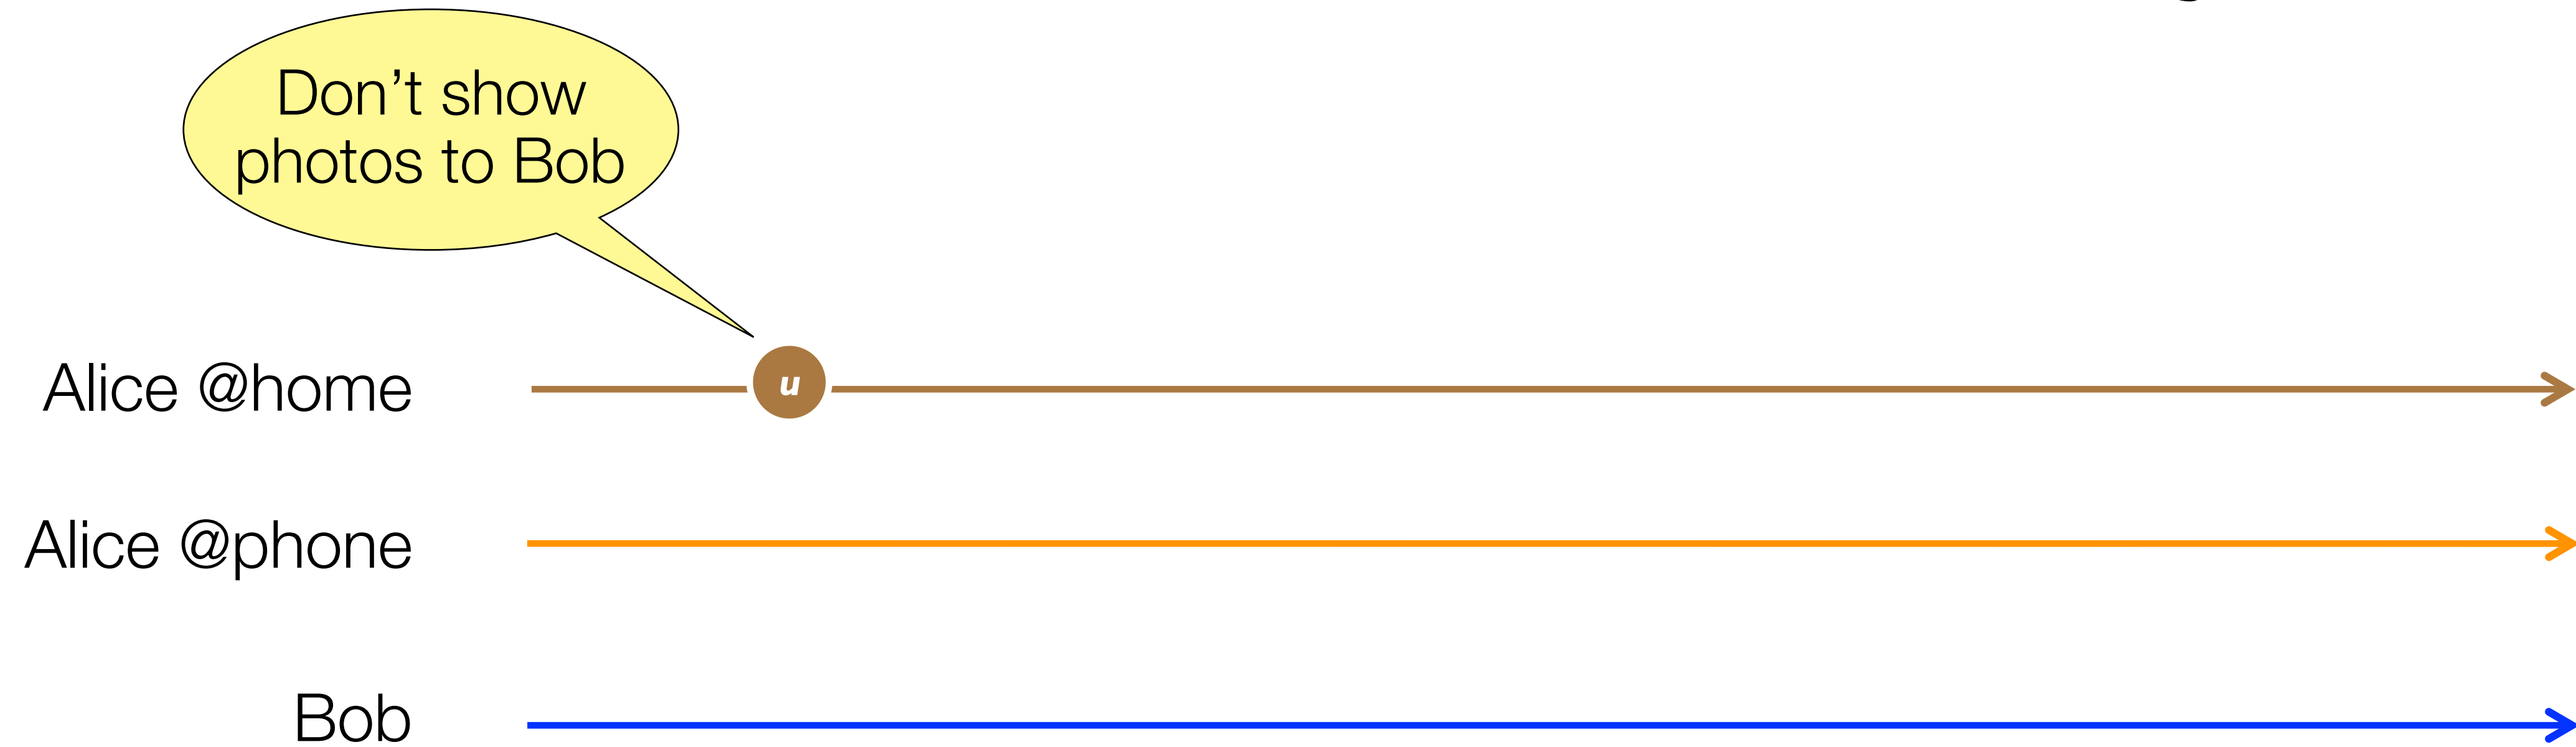 Don’t show
photos to Bob
u
Alice @home
Alice @phone
Bob